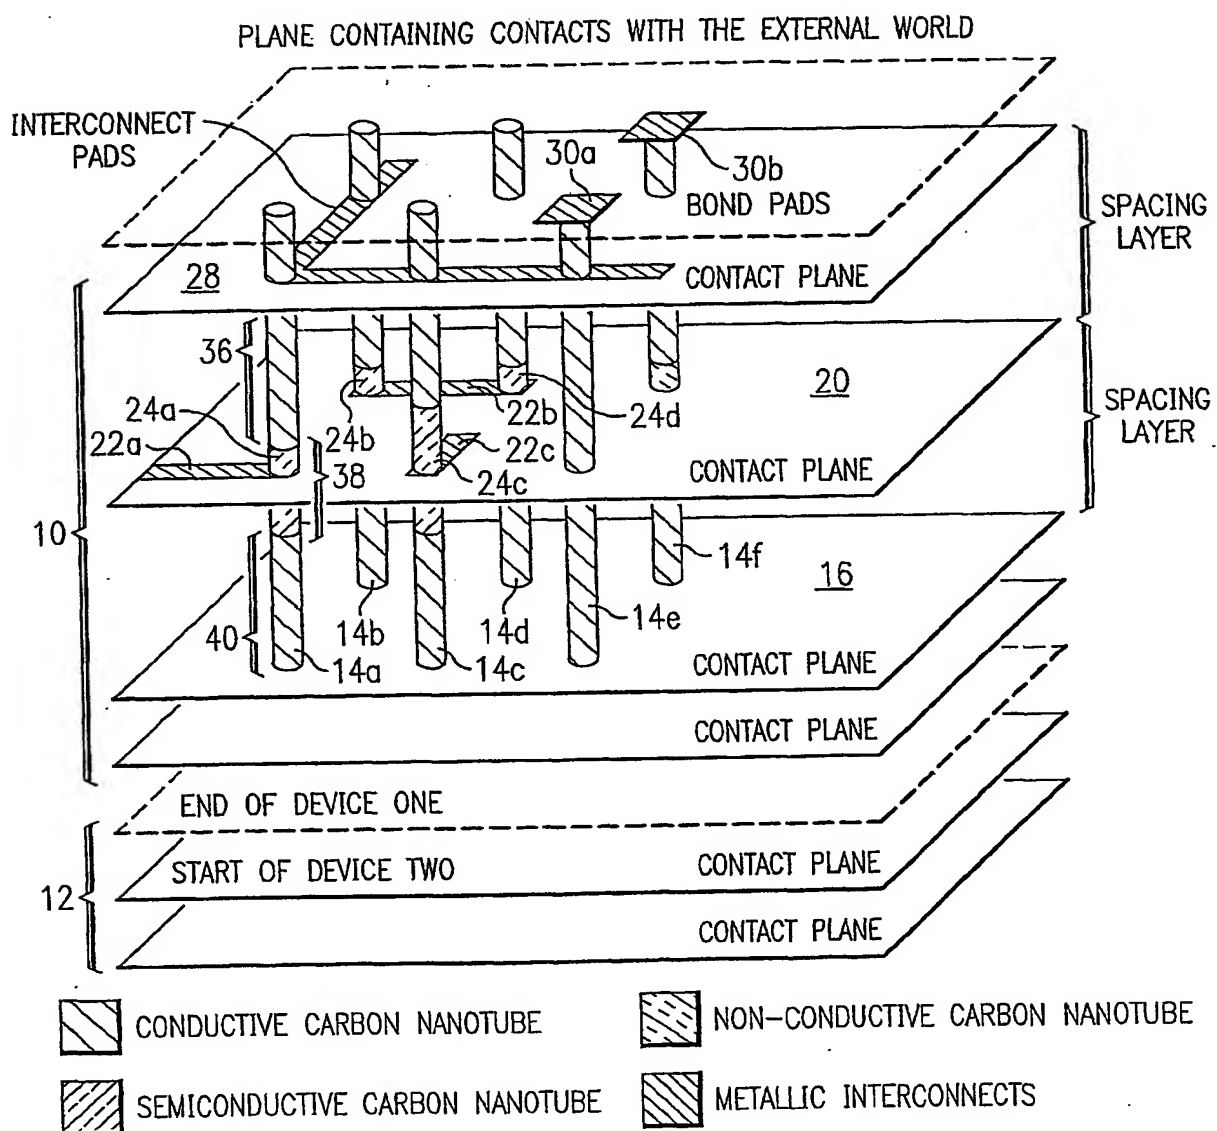 PLANE CONTAINING CONTACTS WITH THE EXTERNAL WORLD
INTERCONNECT
PADS
30a
30b
BOND PADS
SPACING
LAYER
28
CONTACT PLANE
36
20
24a
22a
24b
22b
24d
22c
24c
38
SPACING
LAYER
CONTACT PLANE
10
14f
16
40
14b
14d
14e
14a
14c
CONTACT PLANE
CONTACT PLANE
END OF DEVICE ONE
12
START OF DEVICE TWO
CONTACT PLANE
CONTACT PLANE
CONDUCTIVE CARBON NANOTUBE
NON-CONDUCTIVE CARBON NANOTUBE
SEMICONDUCTIVE CARBON NANOTUBE
METALLIC INTERCONNECTS